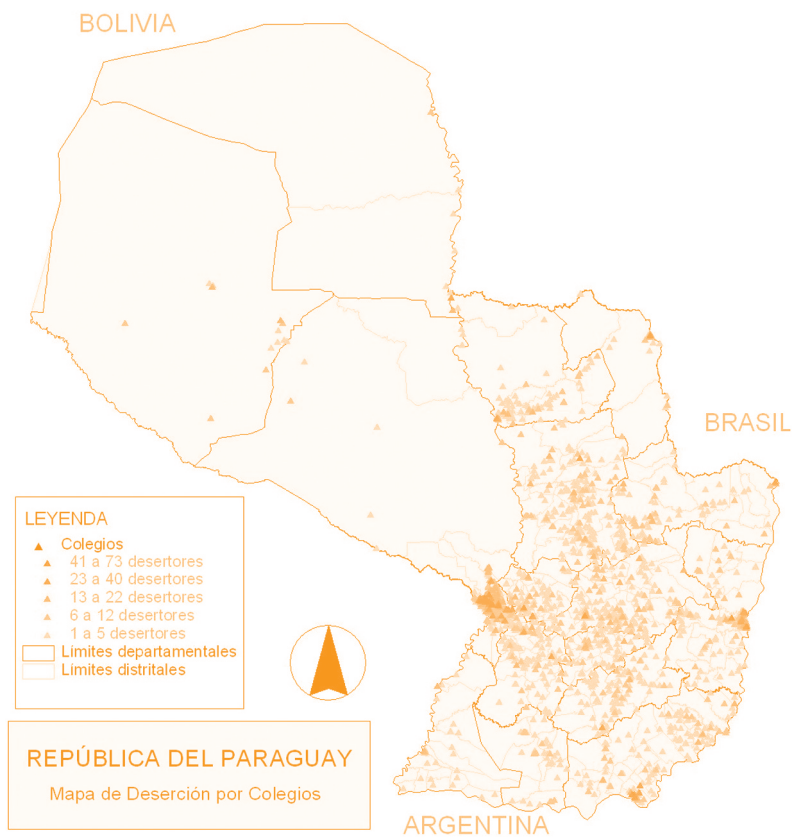 BOLIVIA
BRASIL
LEYENDA
Colegios
41 a 73 desertores
23 a 40 desertores
13 a 22 desertores
6 a 12 desertores
1 a 5 desertores
Límites departamentales
Límites distritales
REPÚBLICA DEL PARAGUAY
Mapa de Deserción por Colegios
ARGENTINA